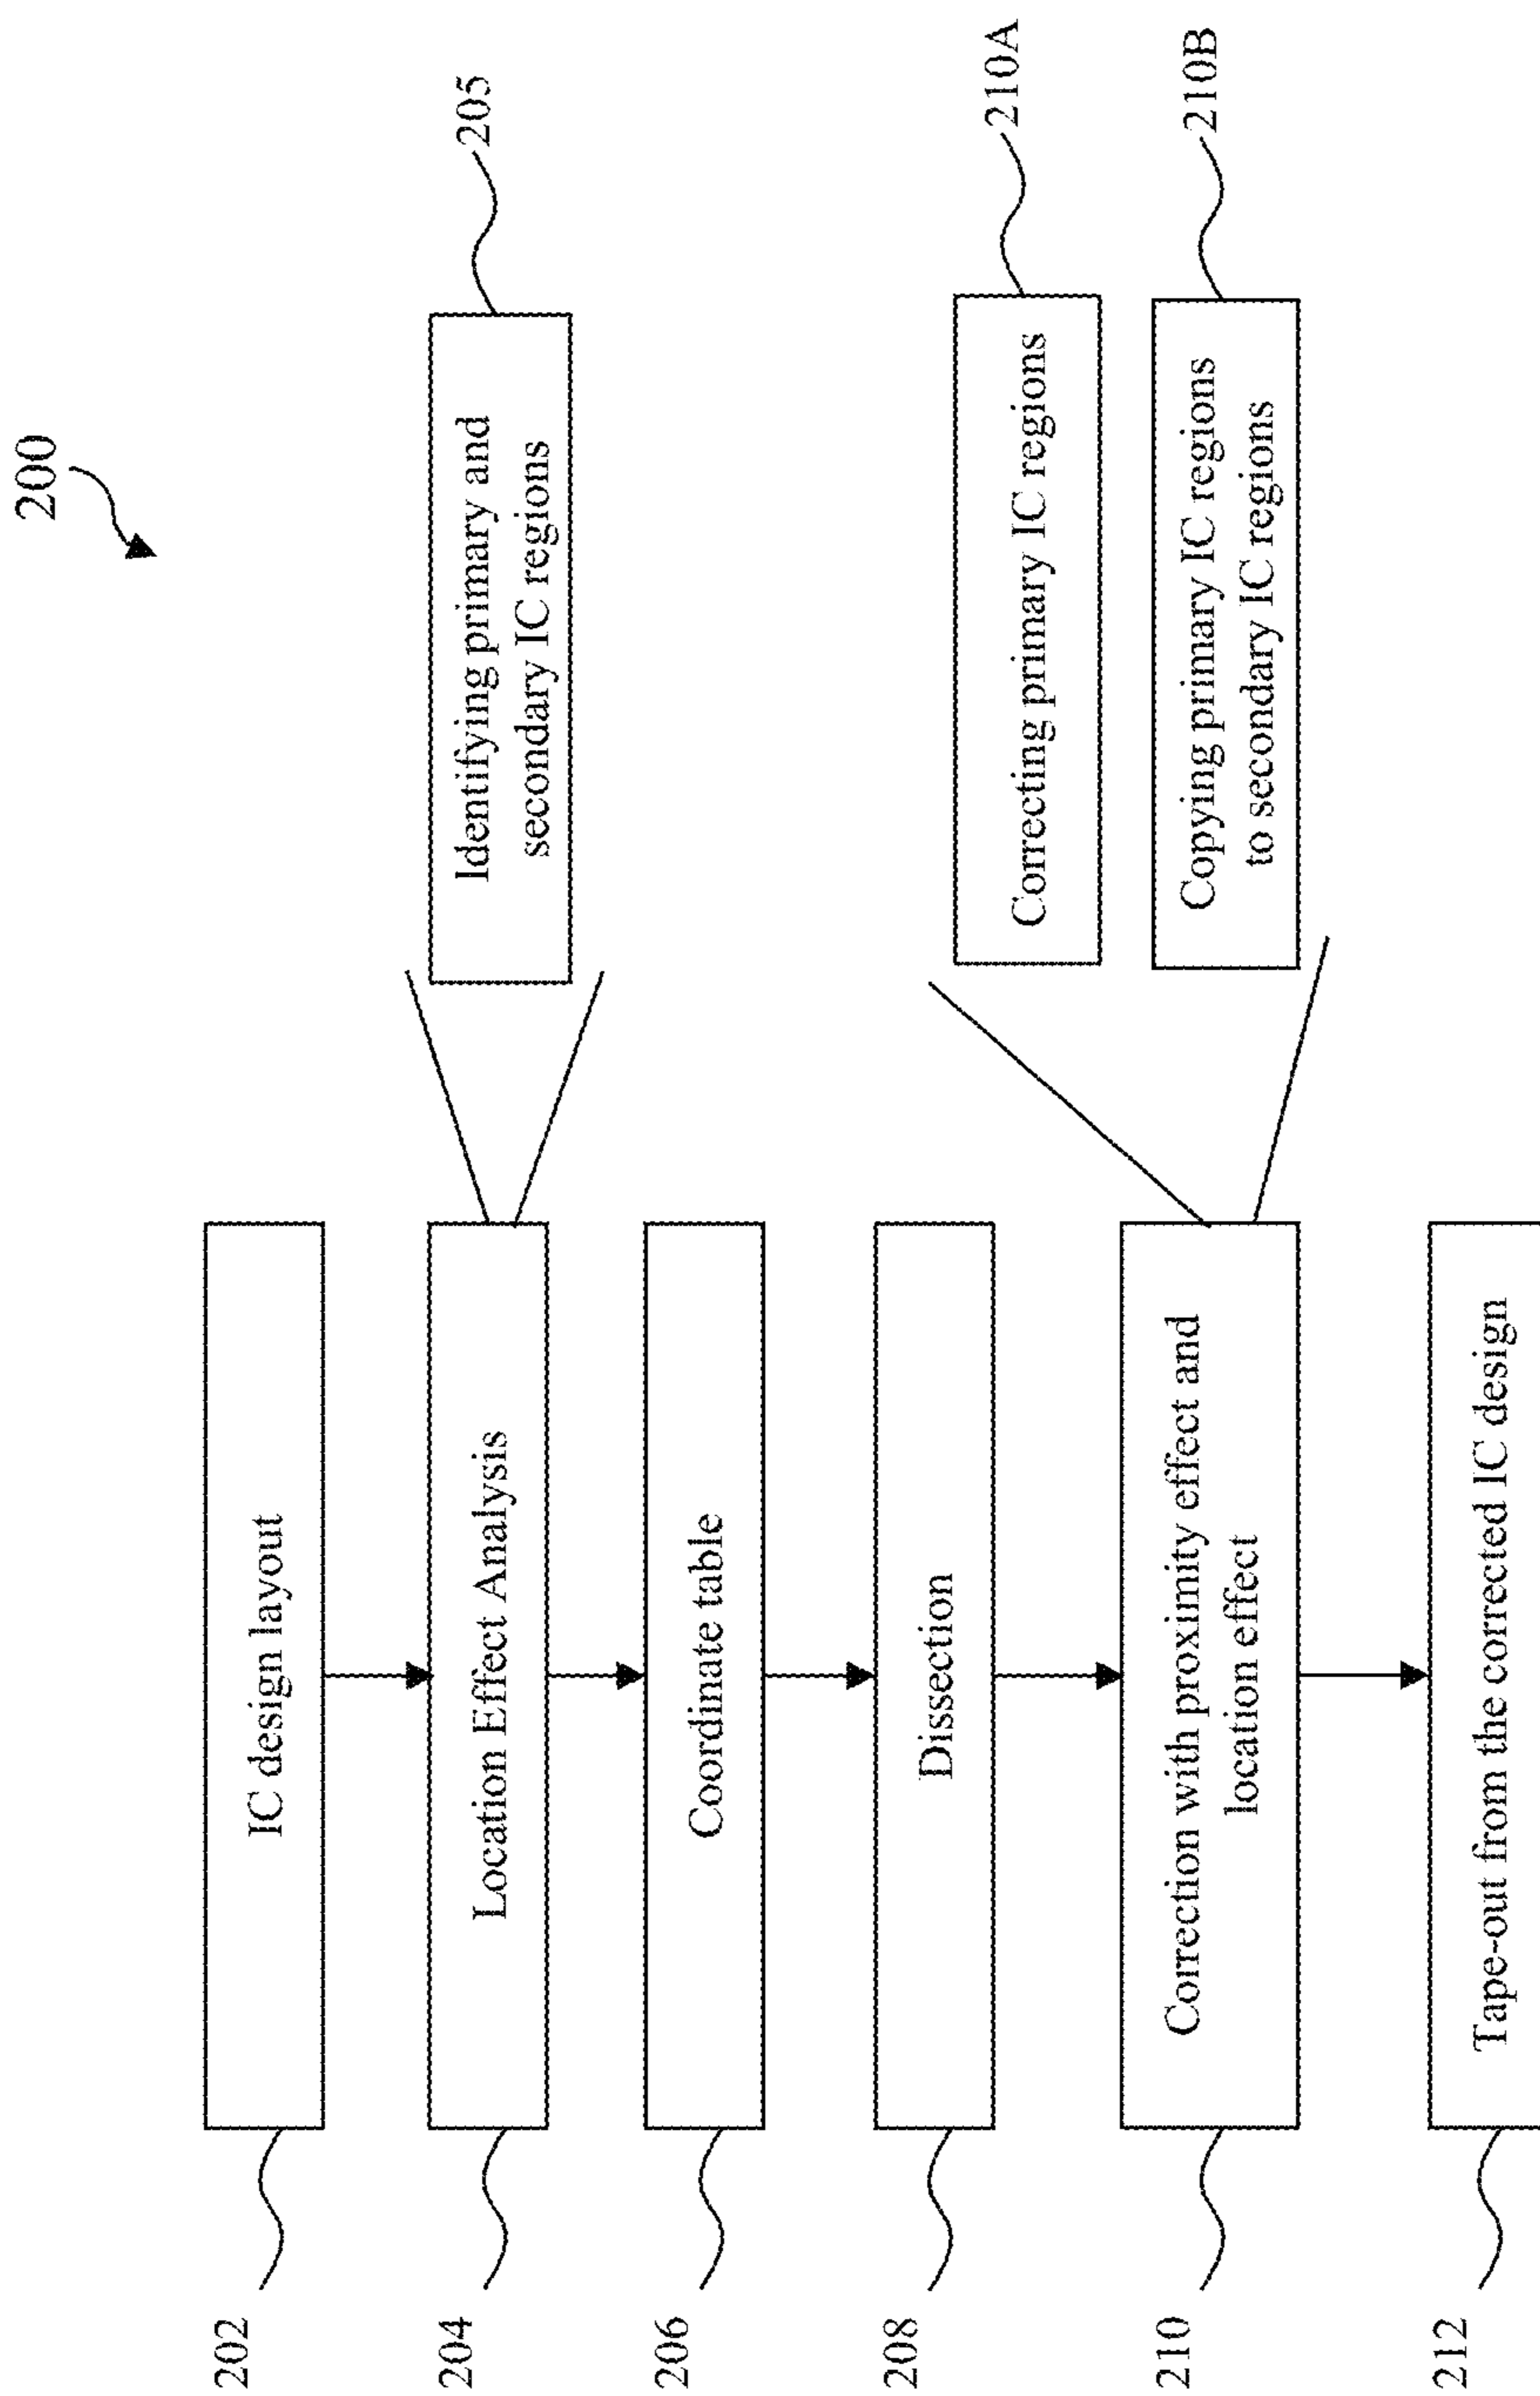 200
202
IC design layout
204
Location Effect Analysis
Identifying primary and
secondary IC regions
205
206
Coordinate table
208
Dissection
210
Correction with proximity effect and
location effect
Correcting primary IC regions
210A
Copying primary IC regions
to secondary IC regions
210B
212
Tape-out from the corrected IC design